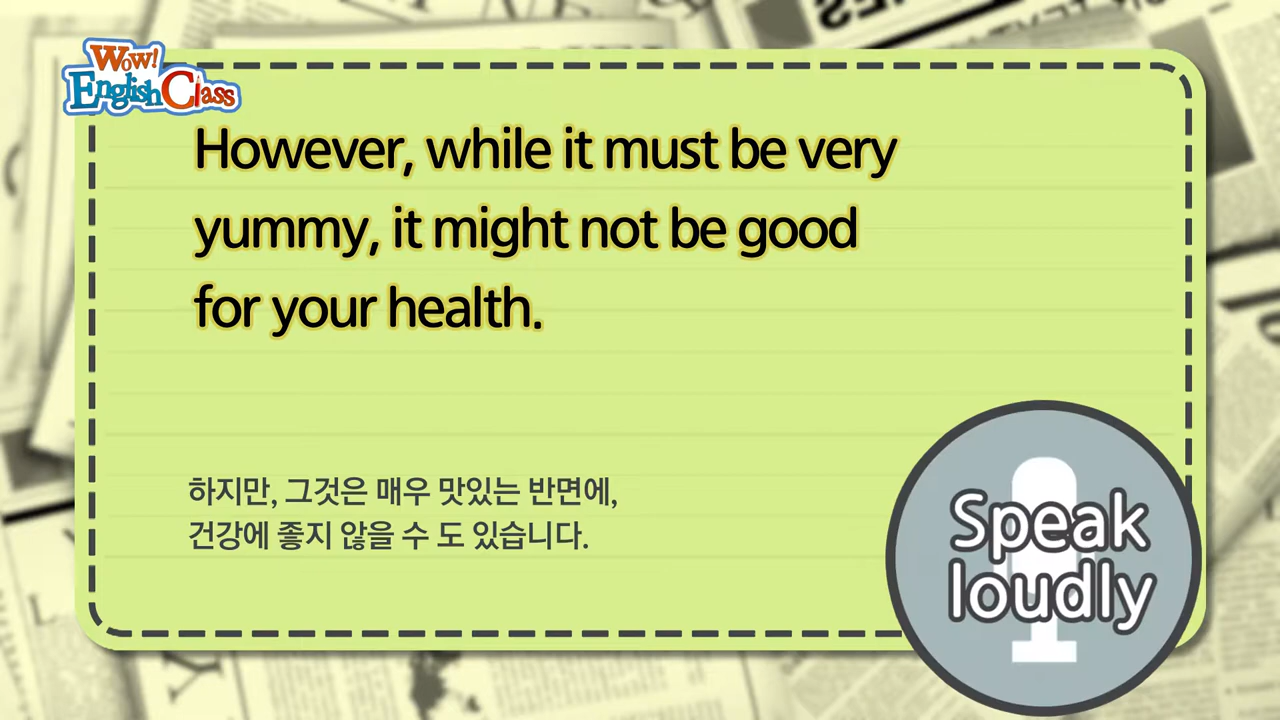 Wow!
English Class
However, while it must be very
yummy, it might not be good
for your health.
하지만, 그것은 매우 맛있는 반면에,
건강에 좋지 않을 수 도 있습니다.
Speak
loudly